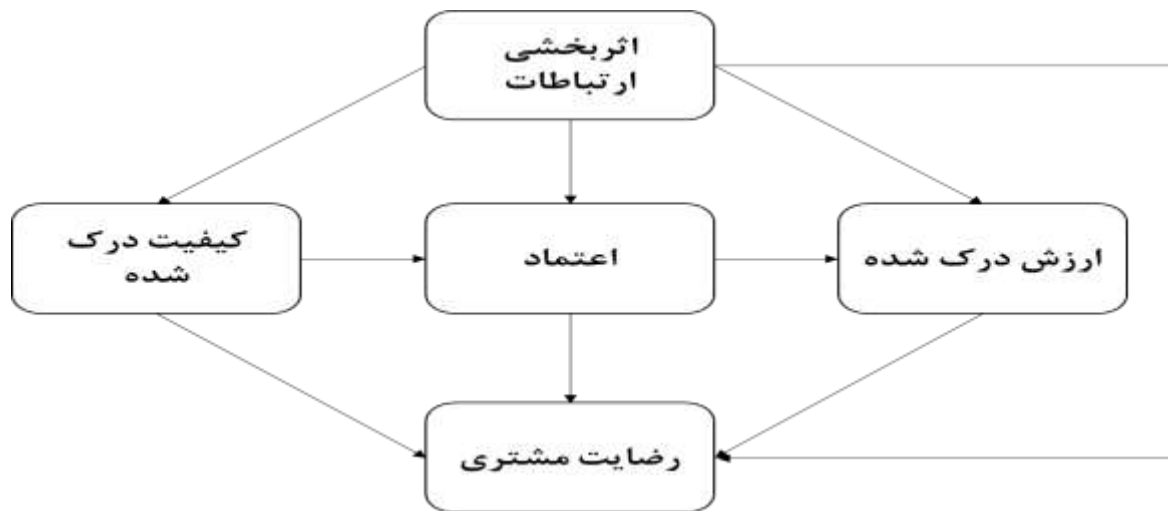 اثربخشی
ارتباطات
کیفیت درک
شده
اعتماد
ارزش درک شده
رضایت مشتری